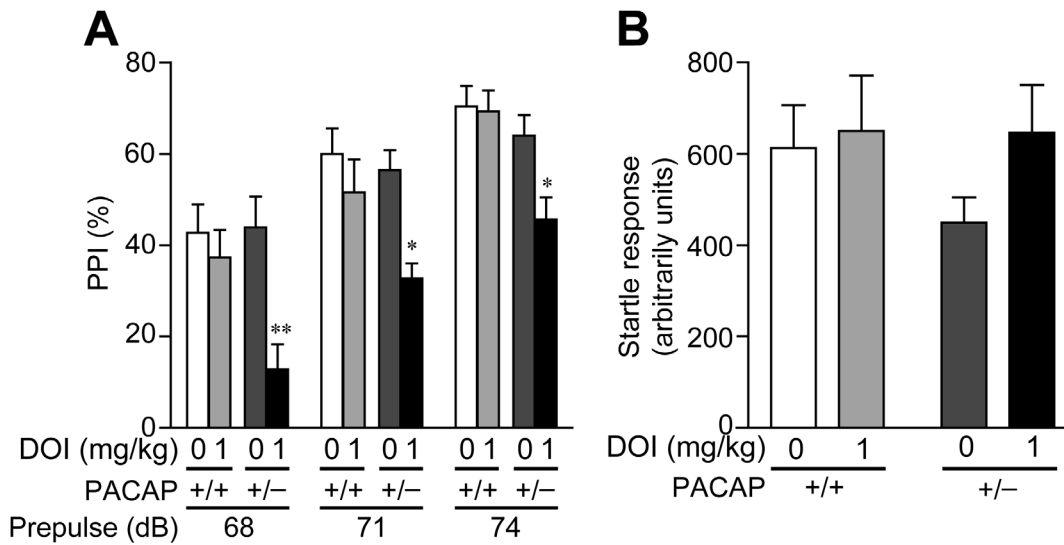 A
80
60
40
20
0
PPI (%)
**
*
*
DOI (mg/kg) 0 1 0 1 0 1 0 1 0 1 0 1
PACAP +/+ +/− +/+ +/− +/+ +/−
Prepulse (dB) 68 71 74
B
800
600
400
200
0
Startle response
(arbitrarily units)
DOI (mg/kg) 0 1 0 1
PACAP +/+ +/−